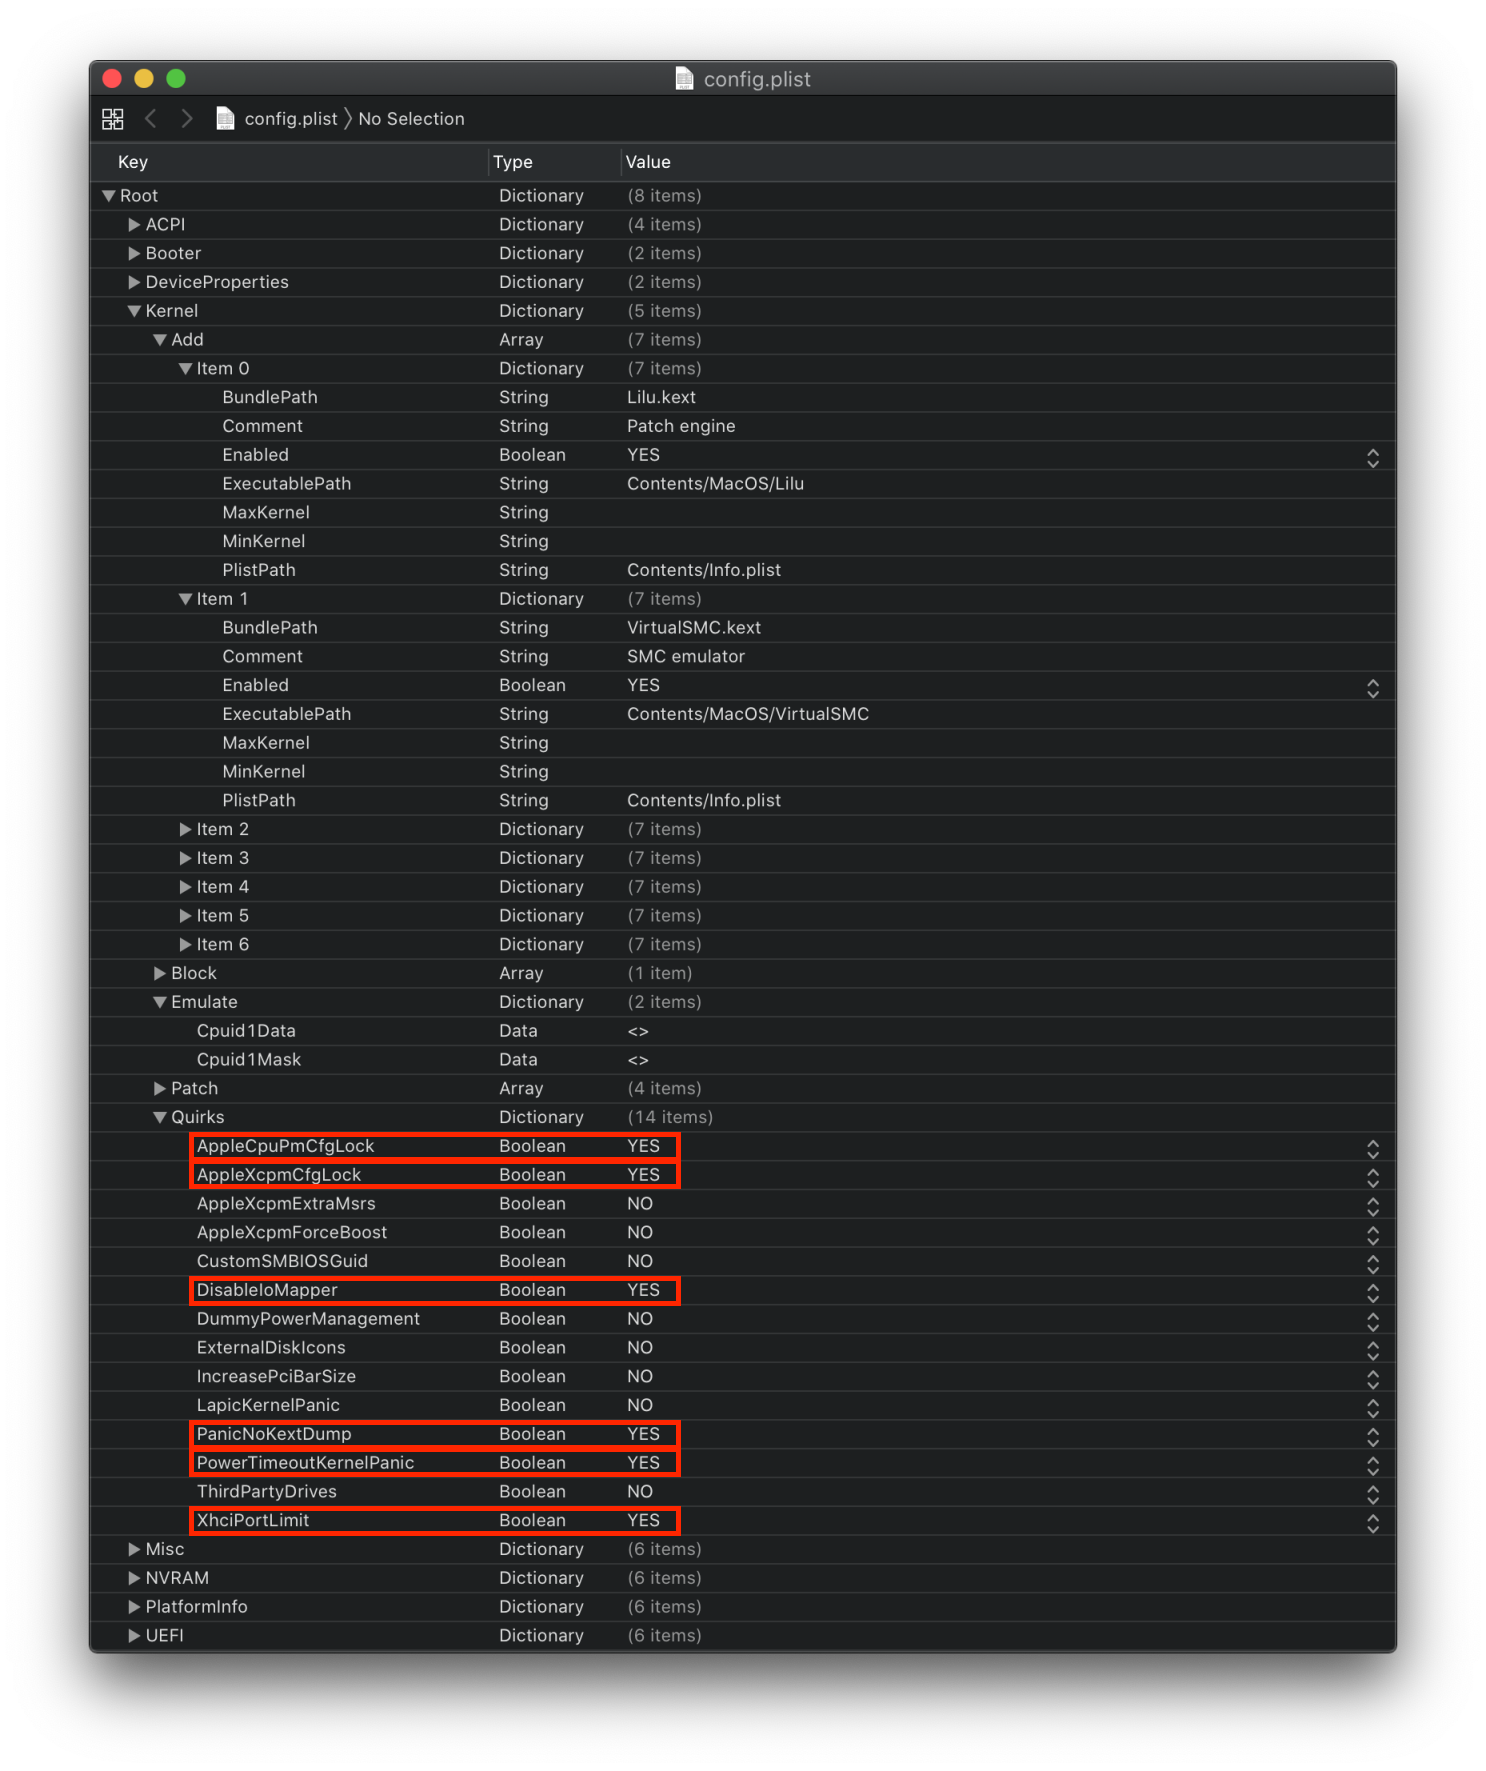 config.plist
config.plist 〉 No Selection
Key Type Value
Root Dictionary (8 items)
ACPI Dictionary (4 items)
Booter Dictionary (2 items)
DeviceProperties Dictionary (2 items)
Kernel Dictionary (5 items)
Add Array (7 items)
Item 0 Dictionary (7 items)
BundlePath String Lilu.kext
Comment String Patch engine
Enabled Boolean YES
ExecutablePath String Contents/MacOS/Lilu
MaxKernel String
MinKernel String
PlistPath String Contents/Info.plist
Item 1 Dictionary (7 items)
BundlePath String VirtualSMC.kext
Comment String SMC emulator
Enabled Boolean YES
ExecutablePath String Contents/MacOS/VirtualSMC
MaxKernel String
MinKernel String
PlistPath String Contents/Info.plist
Item 2 Dictionary (7 items)
Item 3 Dictionary (7 items)
Item 4 Dictionary (7 items)
Item 5 Dictionary (7 items)
Item 6 Dictionary (7 items)
Block Array (1 item)
Emulate Dictionary (2 items)
Cpuid1Data Data <>
Cpuid1Mask Data <>
Patch Array (4 items)
Quirks Dictionary (14 items)
AppleCpuPmCfgLock Boolean YES
AppleXcpmCfgLock Boolean YES
AppleXcpmExtraMsrs Boolean NO
AppleXcpmForceBoost Boolean NO
CustomSMBIOSGuid Boolean NO
DisableIoMapper Boolean YES
DummyPowerManagement Boolean NO
ExternalDiskIcons Boolean NO
IncreasePciBarSize Boolean NO
LapicKernelPanic Boolean NO
PanicNoKextDump Boolean YES
PowerTimeoutKernelPanic Boolean YES
ThirdPartyDrives Boolean NO
XhciPortLimit Boolean YES
Misc Dictionary (6 items)
NVRAM Dictionary (6 items)
PlatformInfo Dictionary (6 items)
UEFI Dictionary (6 items)